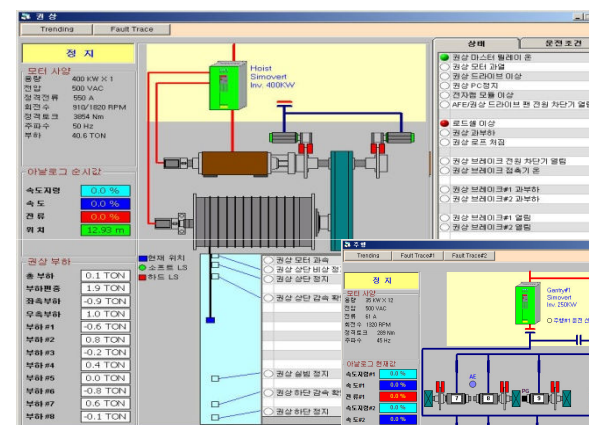 권 상
Trending Fault Trace
정 지
모터 사양
용량 400 KW X 1
전압 500 VAC
정격전류 550 A
회전수 910/1820 RPM
정격토크 3854 Nm
주파수 50 Hz
부하 40.6 TON
아날로그 순시값
속도지령 0.0 %
속 도 0.0 %
전 류 0.0 %
위 치 12.93 m
권상 부하
총 부하 0.1 TON
부하편중 1.9 TON
좌측부하 -0.9 TON
우측부하 1.0 TON
부하 #1 -0.6 TON
부하 #2 0.8 TON
부하 #3 -0.2 TON
부하 #4 0.4 TON
부하 #5 0.0 TON
부하 #6 -0.8 TON
부하 #7 0.6 TON
부하 #8 -0.1 TON
Hoist
Simovert
Inv. 400KW
현재 위치
소프트 LS
하드 LS
권상 모터 과속
권상 상단 비상 정
권상 상단 정지
권상 상단 감속 확
권상 실빔 정지
권상 하단 감속 확
권상 하단 정지
상태 운전조건
권상 마스터 릴레이 온
권상 모터 과열
권상 드라이브 이상
권상 PC정지
전자펌 모듈 이상
AFE/권상 드라이브 팬 전원 차단기 열림
로드셀 이상
권상 과부하
권상 로프 처짐
권상 브레이크 전원 차단기 열림
권상 브레이크 접촉기 온
권상 브레이크#1 과부하
권상 브레이크#2 과부하
권상 브레이크#1 열림
권상 브레이크#2 열림
주행
Trending Fault Trace#1 Fault Trace#2
정 지
모터 사양
용량 35 KW X 12
전압 500 VAC
전류 61 A
회전수 1820 RPM
정격토크 289 Nm
주파수 45 Hz
아날로그 현재값
속도지령#1 0.0 %
속 도#1 0.0 %
전 류#1 0.0 %
속도지령#2 0.0 %
속 도#2 0.0 %
Gantry#1
Simovert
Inv. 250KW
주행#1 운전
AE
PG
7 8 9